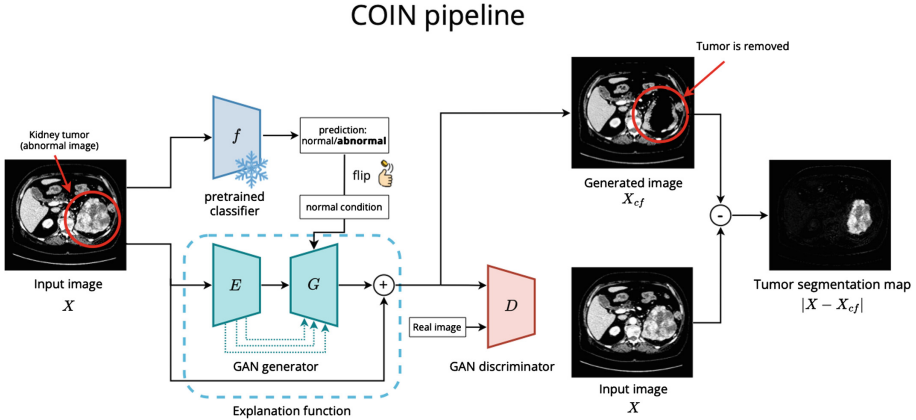 COIN pipeline
Tumor is removed
Kidney tumor
(abnormal image)
f
prediction:
normal/abnormal
pretrained
classifier
flip
normal condition
Generated image
X_cf
-
Input image
X
E
G
+
D
Real image
GAN generator
GAN discriminator
Explanation function
Tumor segmentation map
|X − X_cf|
Input image
X